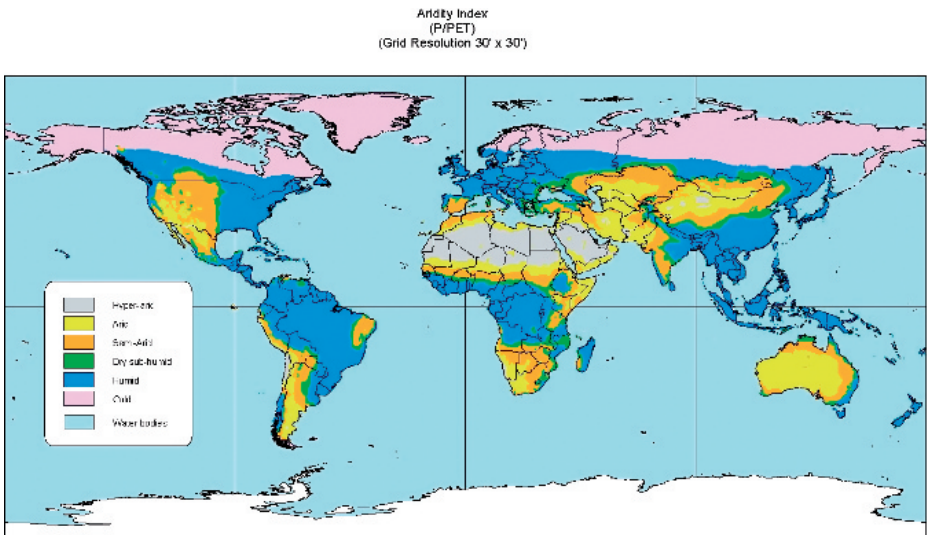 Aridity Index
(P/PET)
(Grid Resolution 30' x 30')
Hyper-arid
Arid
Semi-Arid
Dry sub-humid
Humid
Cold
Water bodies